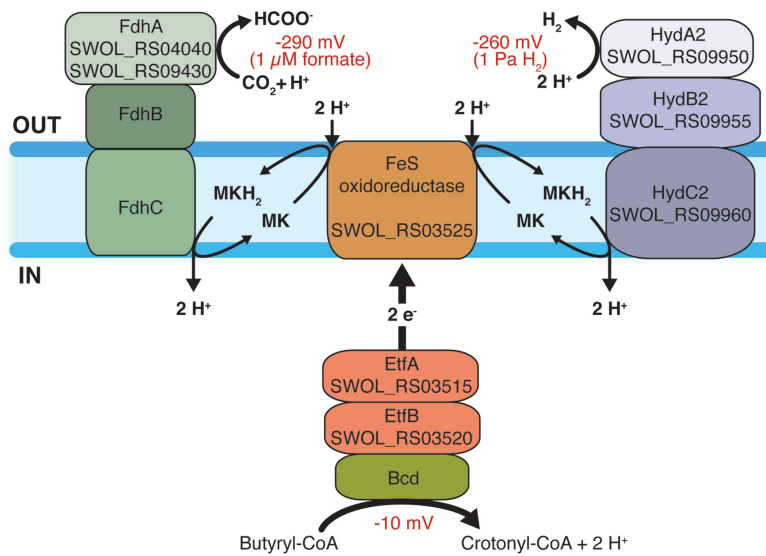 FdhA
SWOL_RS04040
SWOL_RS09430
FdhB
FdhC
HCOO⁻
-290 mV
(1 µM formate)
CO₂+ H⁺
H₂
-260 mV
(1 Pa H₂)
2 H⁺
HydA2
SWOL_RS09950
HydB2
SWOL_RS09955
HydC2
SWOL_RS09960
OUT
IN
2 H⁺
2 H⁺
MKH₂
MK
FeS
oxidoreductase
SWOL_RS03525
MKH₂
MK
2 H⁺
2 H⁺
2 e⁻
EtfA
SWOL_RS03515
EtfB
SWOL_RS03520
Bcd
-10 mV
Butyryl-CoA
Crotonyl-CoA + 2 H⁺